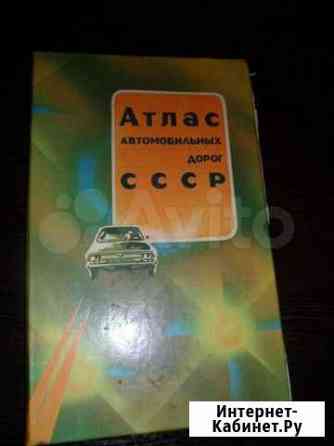 Атлас
АВТОМОБИЛЬНЫХ
ДОРОГ
СССР
Avito
Интернет-
Кабинет.Ру